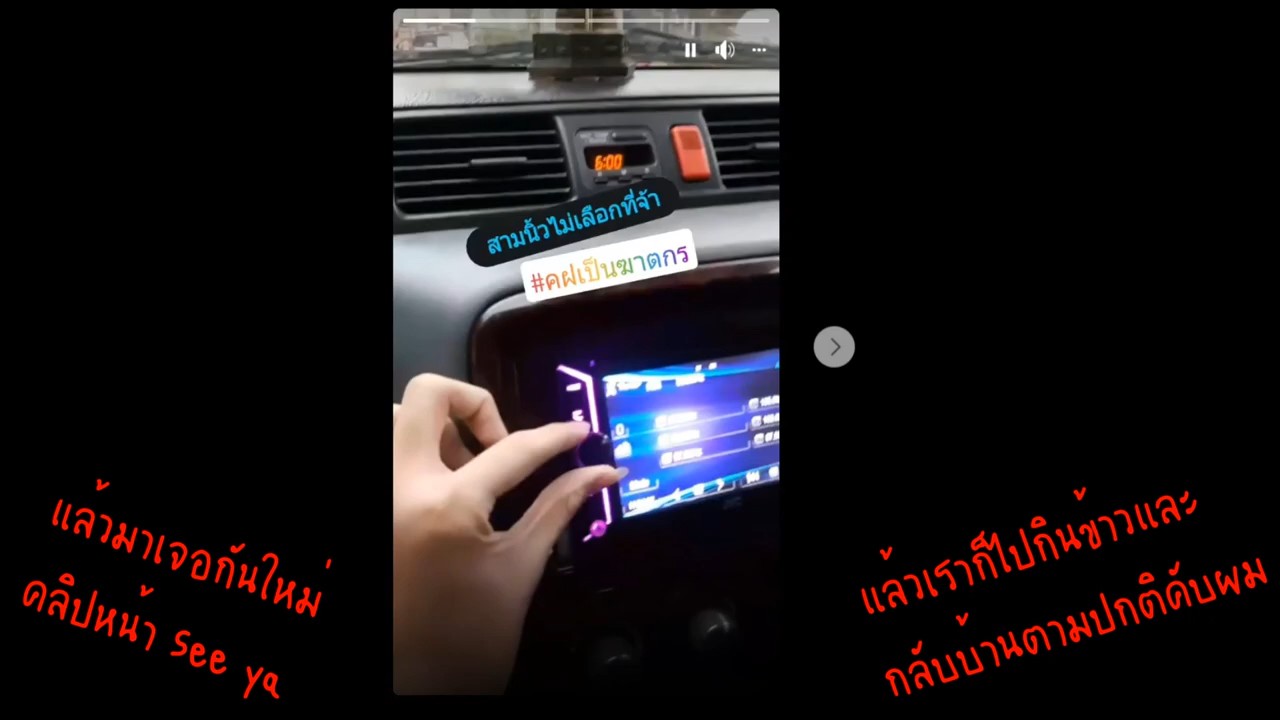 6:00
สามนิ้วไม่เลือกที่จ้า
#คฝเป็นฆาตกร
แล้วมาเจอกันใหม่
คลิปหน้า see ya
แล้วเราก็ไปกินข้าวและ
กลับบ้านตามปกติคับผม